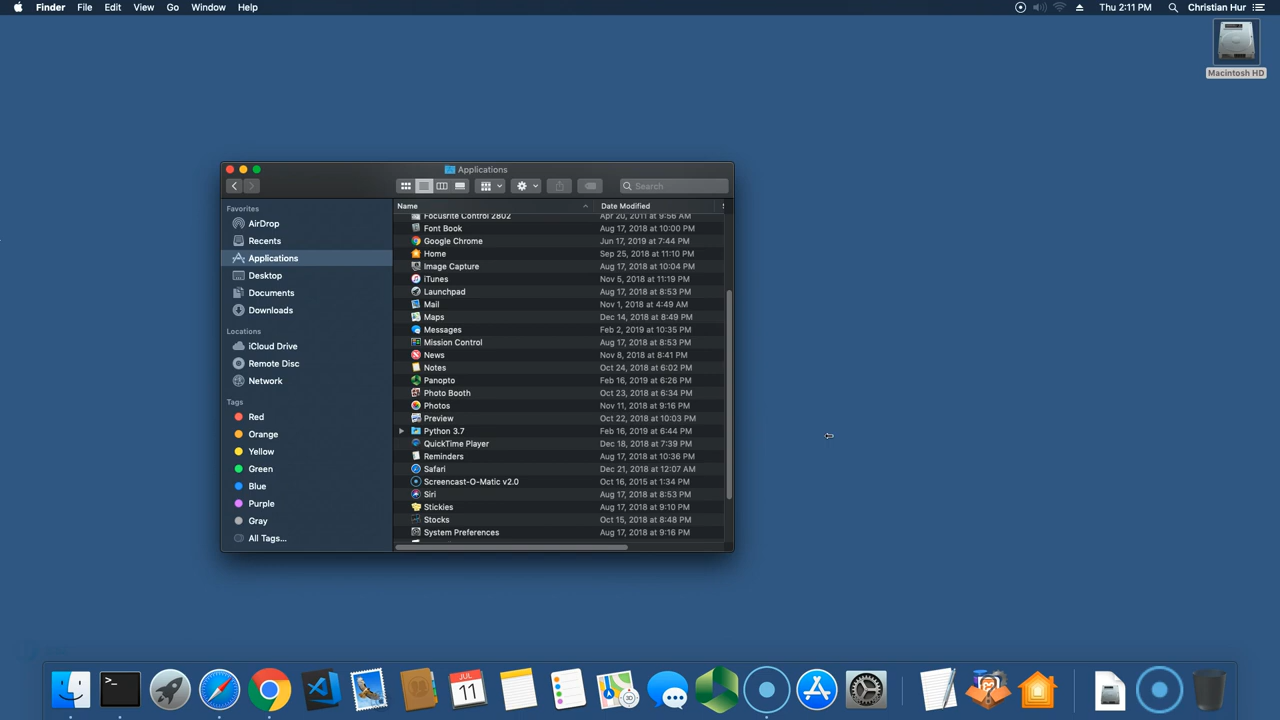 Finder File Edit View Go Window Help Thu 2:11 PM Christian Hur
Macintosh HD
Applications
Search
Name Date Modified
Favorites
AirDrop
Recents
Applications
Desktop
Documents
Downloads
Locations
iCloud Drive
Remote Disc
Network
Tags
Red
Orange
Yellow
Green
Blue
Purple
Gray
All Tags...
Focusrite Control 2802 Apr 20, 2011 at 9:56 AM
Font Book Aug 17, 2018 at 10:00 PM
Google Chrome Jun 17, 2019 at 7:44 PM
Home Sep 25, 2018 at 11:10 PM
Image Capture Aug 17, 2018 at 10:04 PM
iTunes Nov 5, 2018 at 11:19 PM
Launchpad Aug 17, 2018 at 8:53 PM
Mail Nov 1, 2018 at 4:49 AM
Maps Dec 14, 2018 at 8:49 PM
Messages Feb 2, 2019 at 10:35 PM
Mission Control Aug 17, 2018 at 8:53 PM
News Nov 8, 2018 at 8:41 PM
Notes Oct 24, 2018 at 6:02 PM
Panopto Feb 16, 2019 at 6:26 PM
Photo Booth Oct 23, 2018 at 6:34 PM
Photos Nov 11, 2018 at 9:16 PM
Preview Oct 22, 2018 at 10:03 PM
Python 3.7 Feb 16, 2019 at 6:44 PM
QuickTime Player Dec 18, 2018 at 7:39 PM
Reminders Aug 17, 2018 at 10:36 PM
Safari Dec 21, 2018 at 12:07 AM
Screencast-O-Matic v2.0 Oct 16, 2015 at 1:34 PM
Siri Aug 17, 2018 at 8:53 PM
Stickies Aug 17, 2018 at 9:10 PM
Stocks Oct 15, 2018 at 8:48 PM
System Preferences Aug 17, 2018 at 9:16 PM
>_
JUL
11
3D